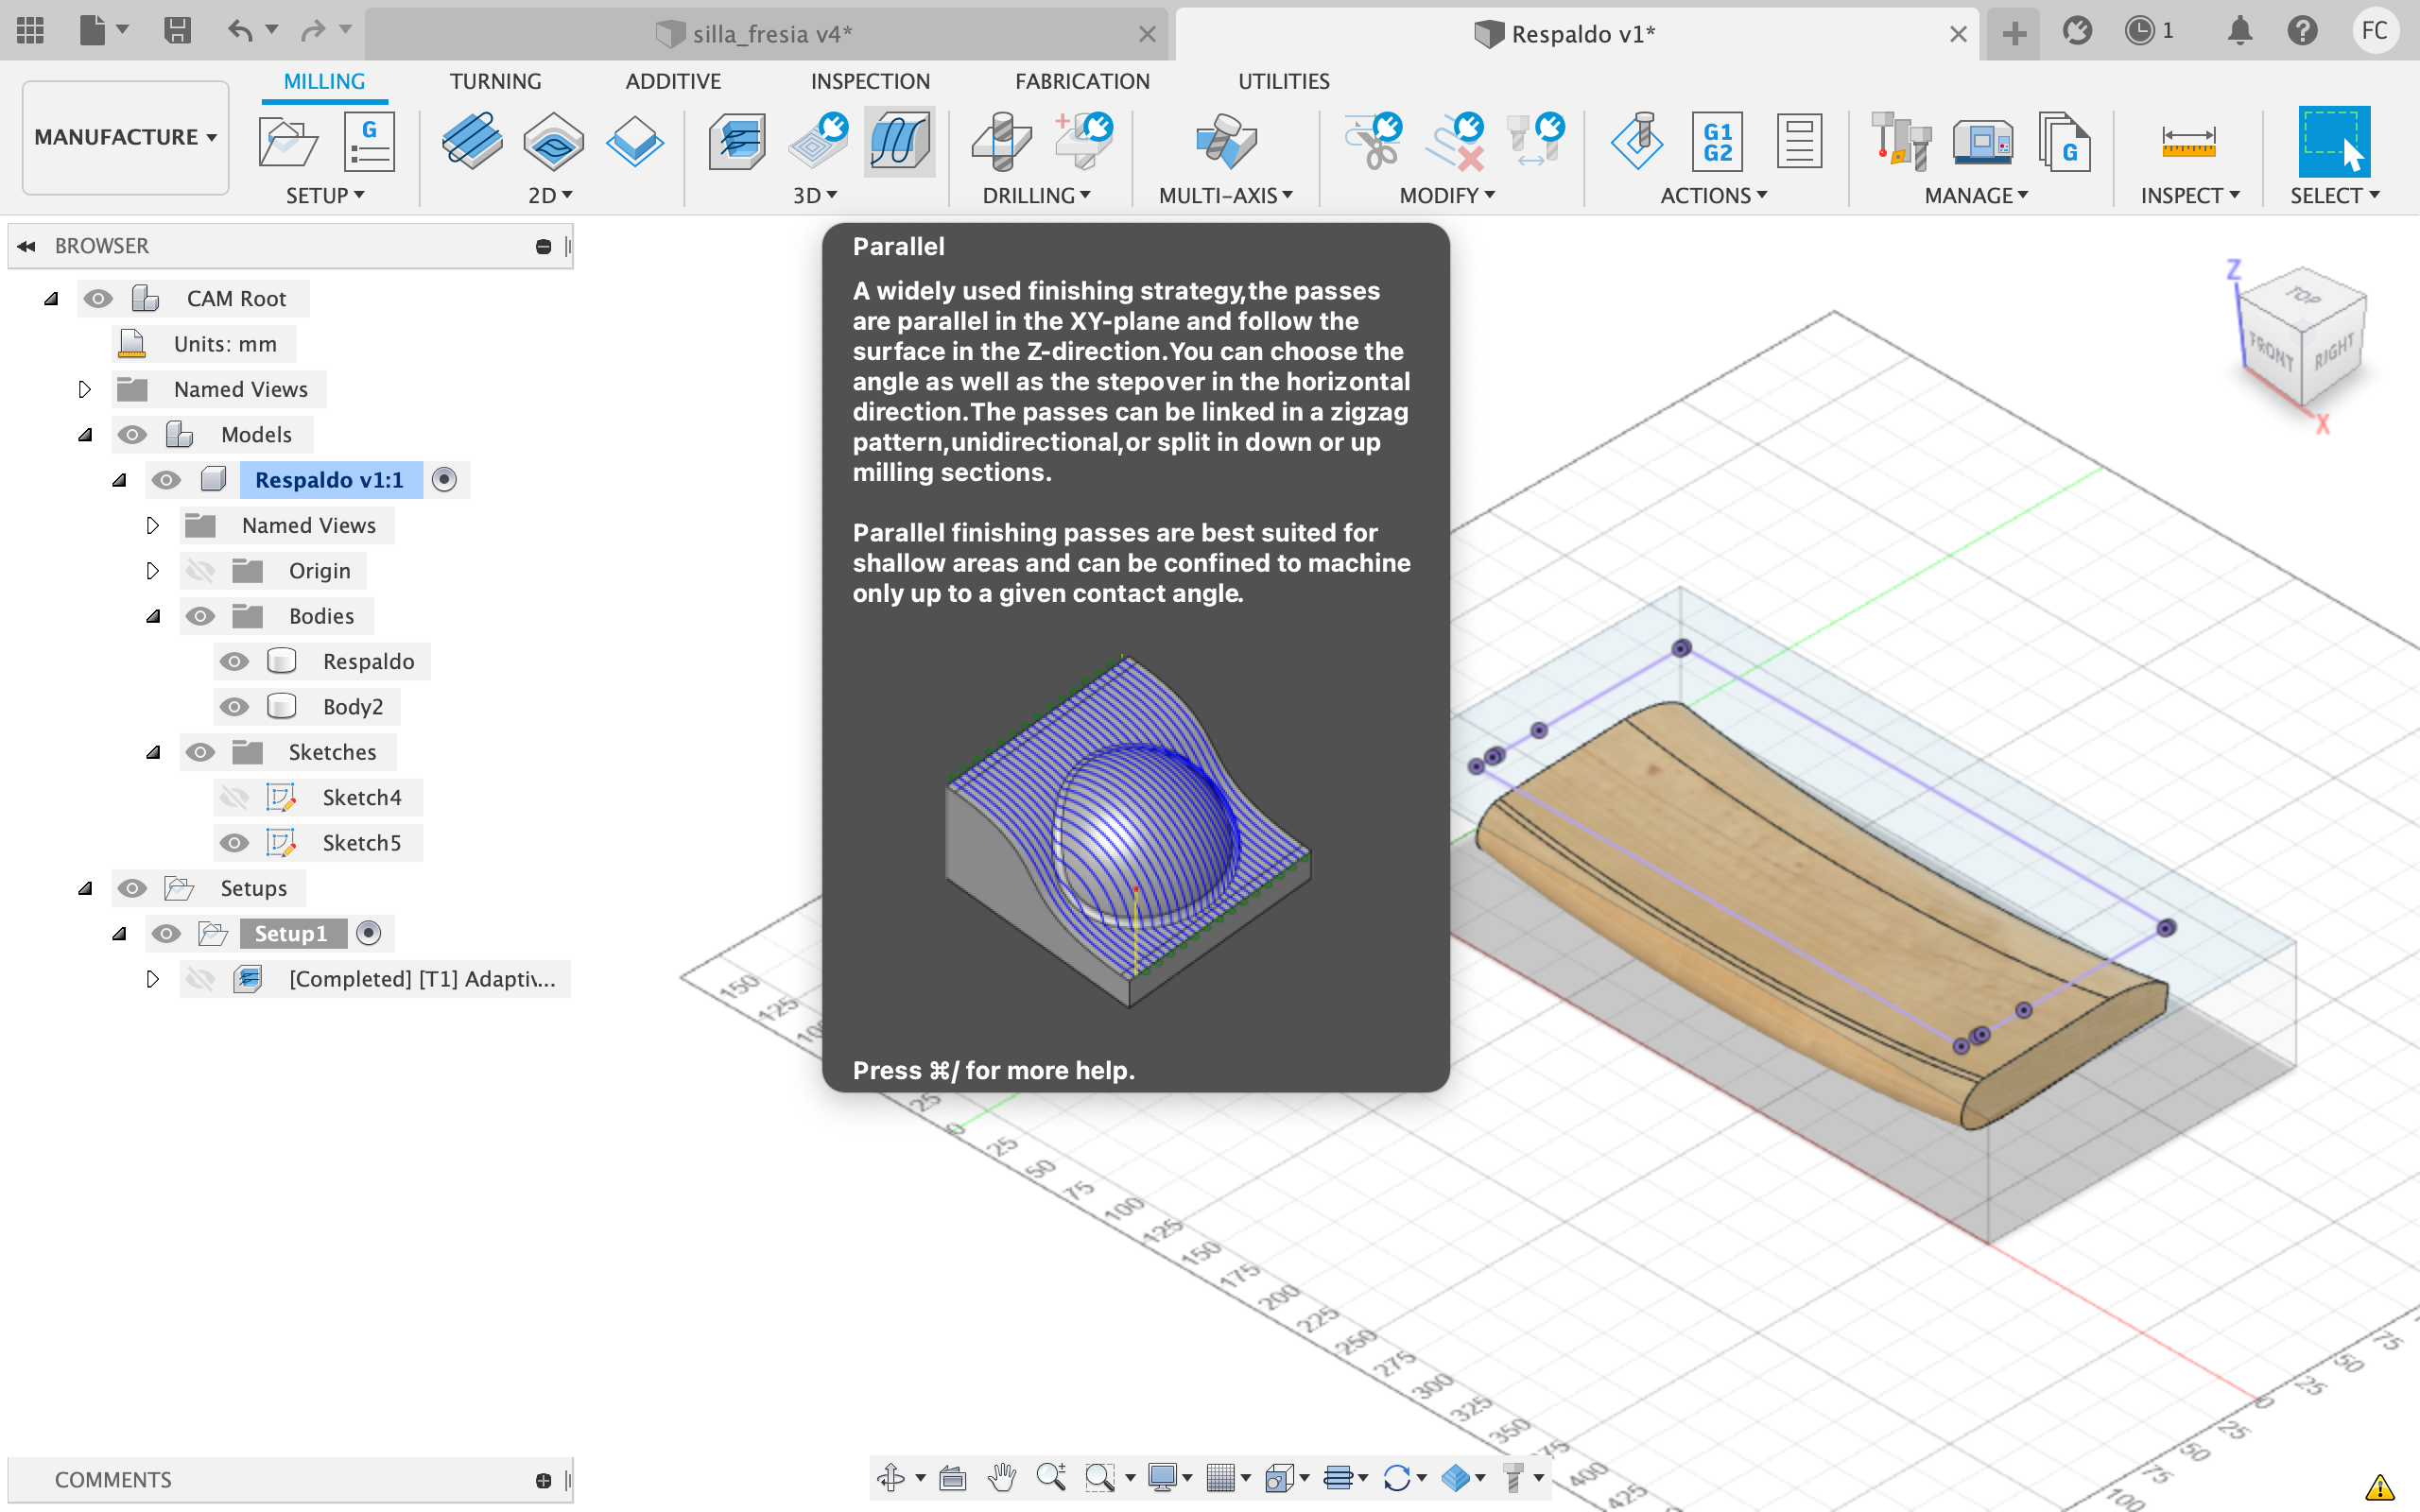 silla_fresia v4*
Respaldo v1*
1
FC
MANUFACTURE
MILLING
TURNING
ADDITIVE
INSPECTION
FABRICATION
UTILITIES
G
G1
G2
G
SETUP
2D
3D
DRILLING
MULTI-AXIS
MODIFY
ACTIONS
MANAGE
INSPECT
SELECT
BROWSER
CAM Root
Units: mm
Named Views
Models
Respaldo v1:1
Named Views
Origin
Bodies
Respaldo
Body2
Sketches
Sketch4
Sketch5
Setups
Setup1
[Completed] [T1] Adaptiv...
Parallel
A widely used finishing strategy,the passes
are parallel in the XY-plane and follow the
surface in the Z-direction.You can choose the
angle as well as the stepover in the horizontal
direction.The passes can be linked in a zigzag
pattern,unidirectional,or split in down or up
milling sections.
Parallel finishing passes are best suited for
shallow areas and can be confined to machine
only up to a given contact angle.
Press ⌘/ for more help.
Z
TOP
FRONT
RIGHT
X
150
125
25
0
25
50
75
100
125
150
175
200
225
250
275
300
325
350
400
425
75
50
25
0
25
50
75
100
COMMENTS